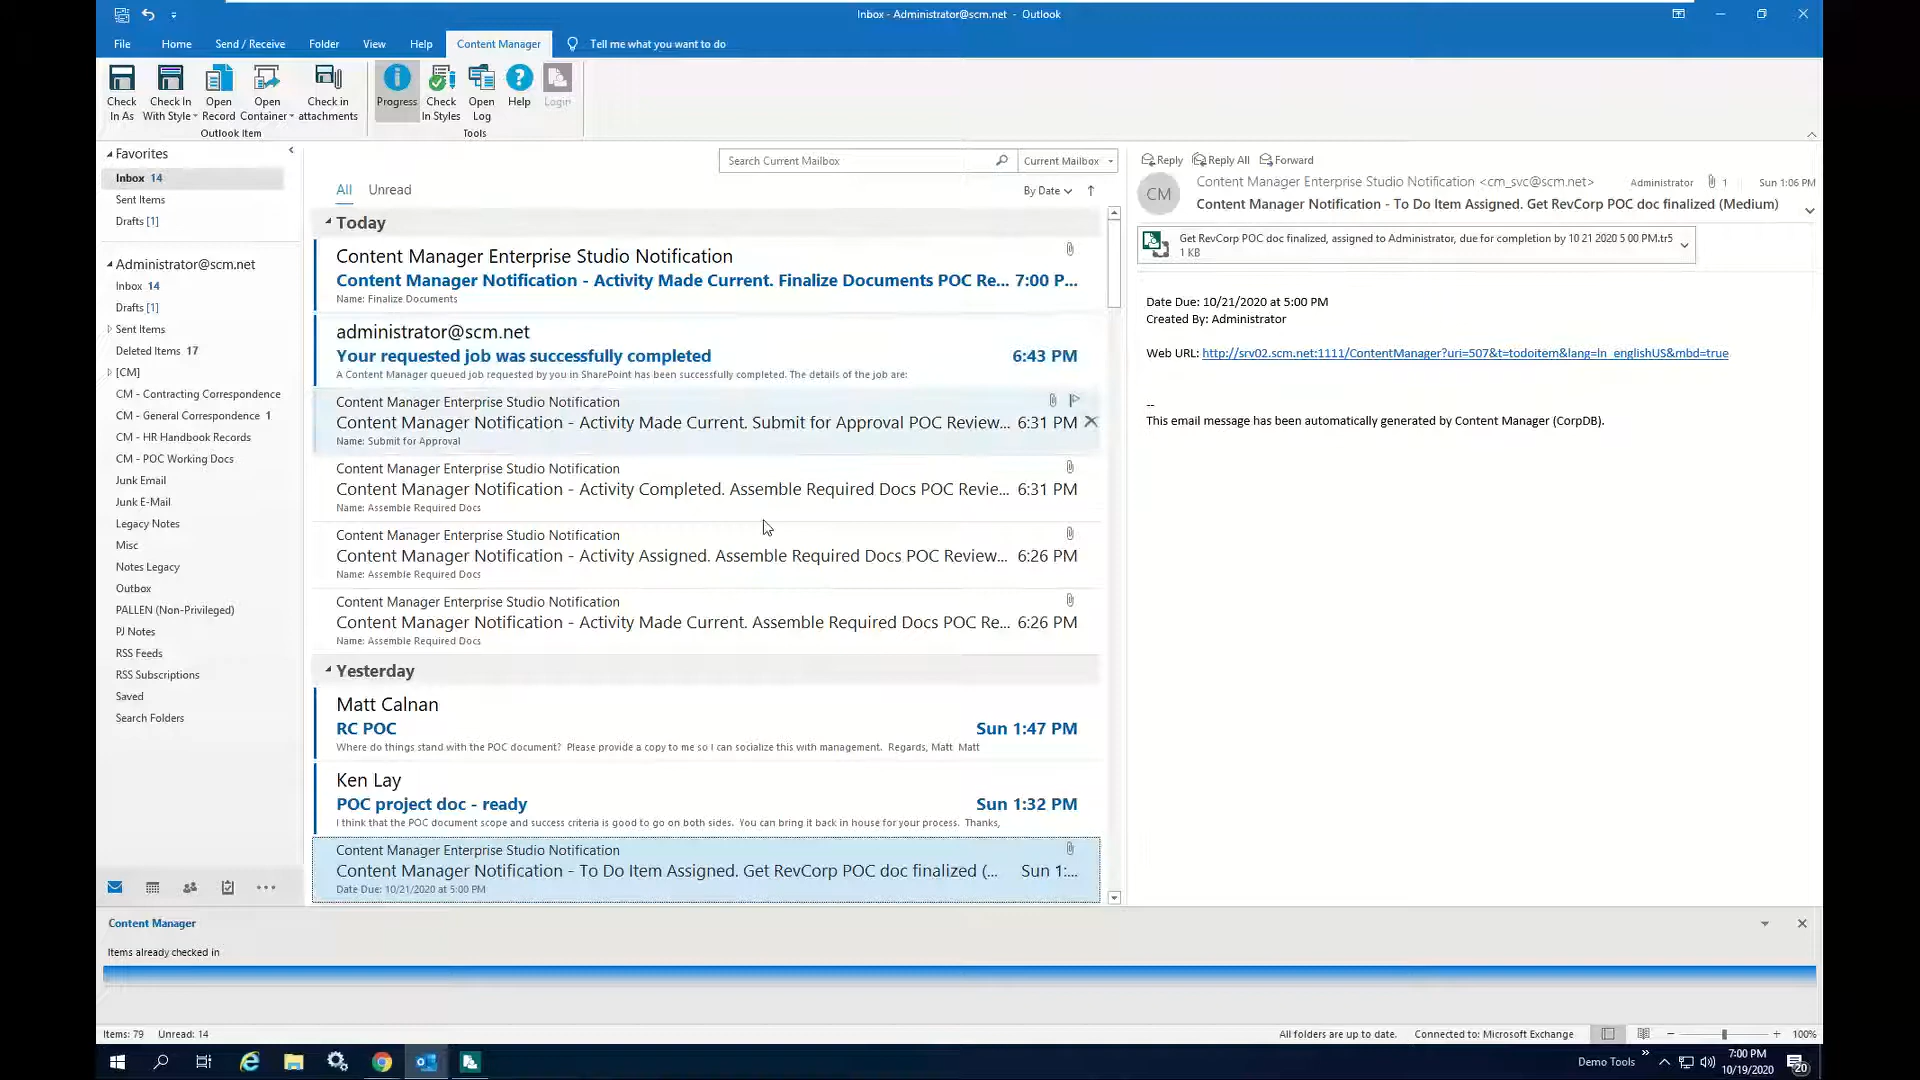 Inbox - Administrator@scm.net - Outlook
File Home Send / Receive Folder View Help Content Manager Tell me what you want to do
Check In As
Check In With Style
Open Record
Open Container
Check in attachments
Outlook Item
Progress
Check In Styles
Open Log
Help
Login
Tools
Favorites
Inbox 14
Sent Items
Drafts [1]
Administrator@scm.net
Inbox 14
Drafts [1]
Sent Items
Deleted Items 17
[CM]
CM - Contracting Correspondence
CM - General Correspondence 1
CM - HR Handbook Records
CM - POC Working Docs
Junk Email
Junk E-Mail
Legacy Notes
Misc
Notes Legacy
Outbox
PALLEN (Non-Privileged)
PJ Notes
RSS Feeds
RSS Subscriptions
Saved
Search Folders
Search Current Mailbox
Current Mailbox
All Unread
By Date
Today
Content Manager Enterprise Studio Notification
Content Manager Notification - Activity Made Current. Finalize Documents POC Re... 7:00 P...
Name: Finalize Documents
administrator@scm.net
Your requested job was successfully completed 6:43 PM
A Content Manager queued job requested by you in SharePoint has been successfully completed. The details of the job are:
Content Manager Enterprise Studio Notification
Content Manager Notification - Activity Made Current. Submit for Approval POC Review... 6:31 PM
Name: Submit for Approval
Content Manager Enterprise Studio Notification
Content Manager Notification - Activity Completed. Assemble Required Docs POC Revie... 6:31 PM
Name: Assemble Required Docs
Content Manager Enterprise Studio Notification
Content Manager Notification - Activity Assigned. Assemble Required Docs POC Review... 6:26 PM
Name: Assemble Required Docs
Content Manager Enterprise Studio Notification
Content Manager Notification - Activity Made Current. Assemble Required Docs POC Re... 6:26 PM
Name: Assemble Required Docs
Yesterday
Matt Calnan
RC POC Sun 1:47 PM
Where do things stand with the POC document? Please provide a copy to me so I can socialize this with management. Regards, Matt Matt
Ken Lay
POC project doc - ready Sun 1:32 PM
I think that the POC document scope and success criteria is good to go on both sides. You can bring it back in house for your process. Thanks,
Content Manager Enterprise Studio Notification
Content Manager Notification - To Do Item Assigned. Get RevCorp POC doc finalized (... Sun 1:...
Date Due: 10/21/2020 at 5:00 PM
Reply Reply All Forward
CM
Content Manager Enterprise Studio Notification <cm_svc@scm.net> Administrator 1 Sun 1:06 PM
Content Manager Notification - To Do Item Assigned. Get RevCorp POC doc finalized (Medium)
Get RevCorp POC doc finalized, assigned to Administrator, due for completion by 10 21 2020 5 00 PM.tr5
1 KB
Date Due: 10/21/2020 at 5:00 PM
Created By: Administrator
Web URL: http://srv02.scm.net:1111/ContentManager?uri=507&t=todoitem&lang=ln_englishUS&mbd=true
--
This email message has been automatically generated by Content Manager (CorpDB).
Content Manager
Items already checked in
Items: 79 Unread: 14
All folders are up to date. Connected to: Microsoft Exchange 100%
Demo Tools
7:00 PM
10/19/2020
20